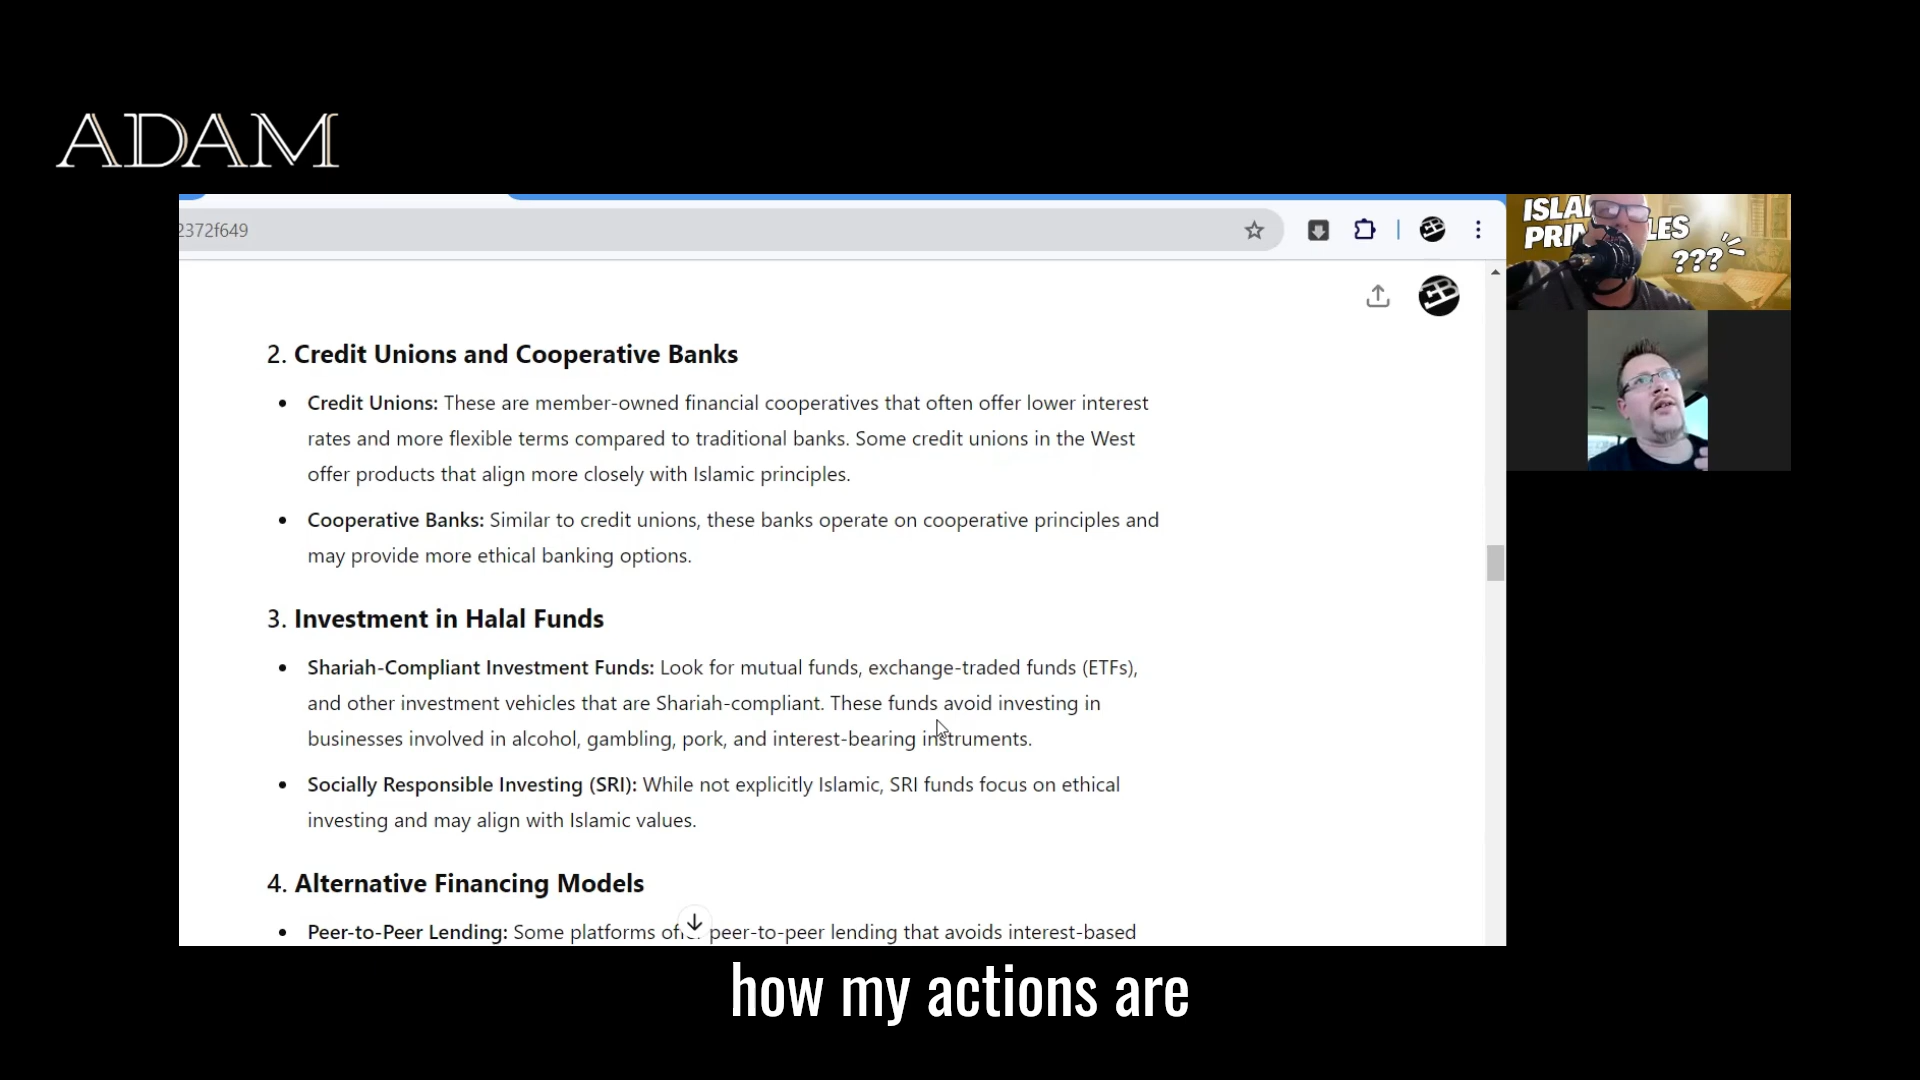 ADAM
2372f649
2. Credit Unions and Cooperative Banks
• Credit Unions: These are member-owned financial cooperatives that often offer lower interest
rates and more flexible terms compared to traditional banks. Some credit unions in the West
offer products that align more closely with Islamic principles.
• Cooperative Banks: Similar to credit unions, these banks operate on cooperative principles and
may provide more ethical banking options.
3. Investment in Halal Funds
• Shariah-Compliant Investment Funds: Look for mutual funds, exchange-traded funds (ETFs),
and other investment vehicles that are Shariah-compliant. These funds avoid investing in
businesses involved in alcohol, gambling, pork, and interest-bearing instruments.
• Socially Responsible Investing (SRI): While not explicitly Islamic, SRI funds focus on ethical
investing and may align with Islamic values.
4. Alternative Financing Models
• Peer-to-Peer Lending: Some platforms peer-to-peer lending that avoids interest-based
???
how my actions are